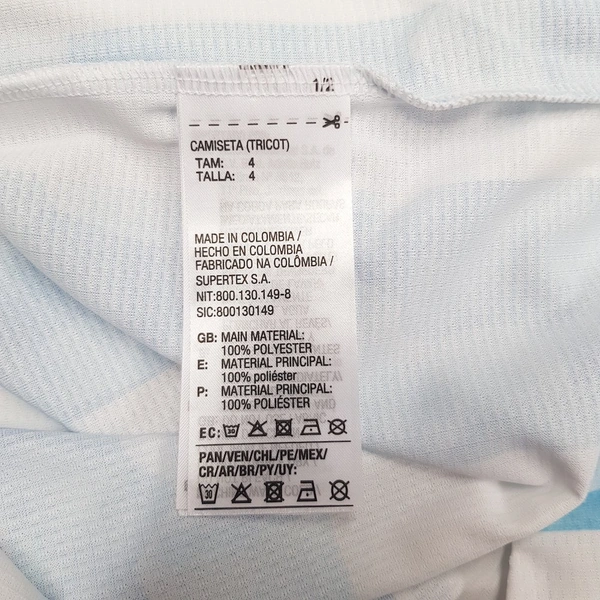 1/2
CAMISETA (TRICOT)
TAM: 4
TALLA: 4
MADE IN COLOMBIA /
HECHO EN COLOMBIA
FABRICADO NA COLÔMBIA /
SUPERTEX S.A.
NIT:800.130.149-8
SIC:800130149
GB: MAIN MATERIAL:
100% POLYESTER
E: MATERIAL PRINCIPAL:
100% poliéster
P: MATERIAL PRINCIPAL:
100% POLIÉSTER
EC: 30
PAN/VEN/CHL/PE/MEX/
CR/AR/BR/PY/UY:
30